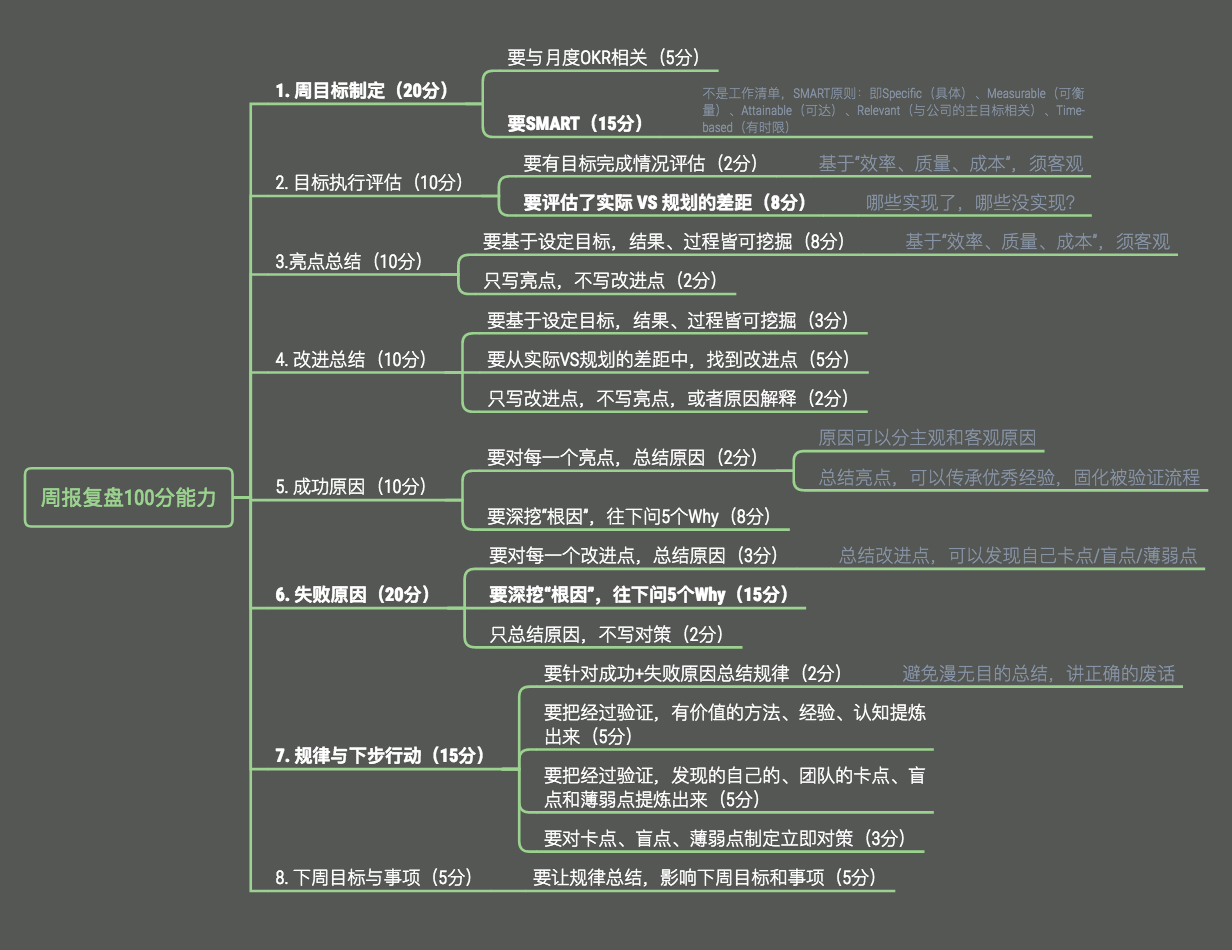 周报复盘100分能力
1. 周目标制定（20分）
要与月度OKR相关（5分）
要SMART（15分）
不是工作清单，SMART原则：即Specific（具体）、Measurable（可衡
量）、Attainable（可达）、Relevant（与公司的主目标相关）、Time-
based（有时限）
2. 目标执行评估（10分）
要有目标完成情况评估（2分）
基于“效率、质量、成本”，须客观
要评估了实际 VS 规划的差距（8分）
哪些实现了，哪些没实现？
3.亮点总结（10分）
要基于设定目标，结果、过程皆可挖掘（8分）
基于“效率、质量、成本”，须客观
只写亮点，不写改进点（2分）
4. 改进总结（10分）
要基于设定目标，结果、过程皆可挖掘（3分）
要从实际VS规划的差距中，找到改进点（5分）
只写改进点，不写亮点，或者原因解释（2分）
5. 成功原因（10分）
要对每一个亮点，总结原因（2分）
原因可以分主观和客观原因
总结亮点，可以传承优秀经验，固化被验证流程
要深挖“根因”，往下问5个Why（8分）
6. 失败原因（20分）
要对每一个改进点，总结原因（3分）
总结改进点，可以发现自己卡点/盲点/薄弱点
要深挖“根因”，往下问5个Why（15分）
只总结原因，不写对策（2分）
7. 规律与下步行动（15分）
要针对成功+失败原因总结规律（2分）
避免漫无目的总结，讲正确的废话
要把经过验证，有价值的方法、经验、认知提炼
出来（5分）
要把经过验证，发现的自己的、团队的卡点、盲
点和薄弱点提炼出来（5分）
要对卡点、盲点、薄弱点制定立即对策（3分）
8. 下周目标与事项（5分）
要让规律总结，影响下周目标和事项（5分）